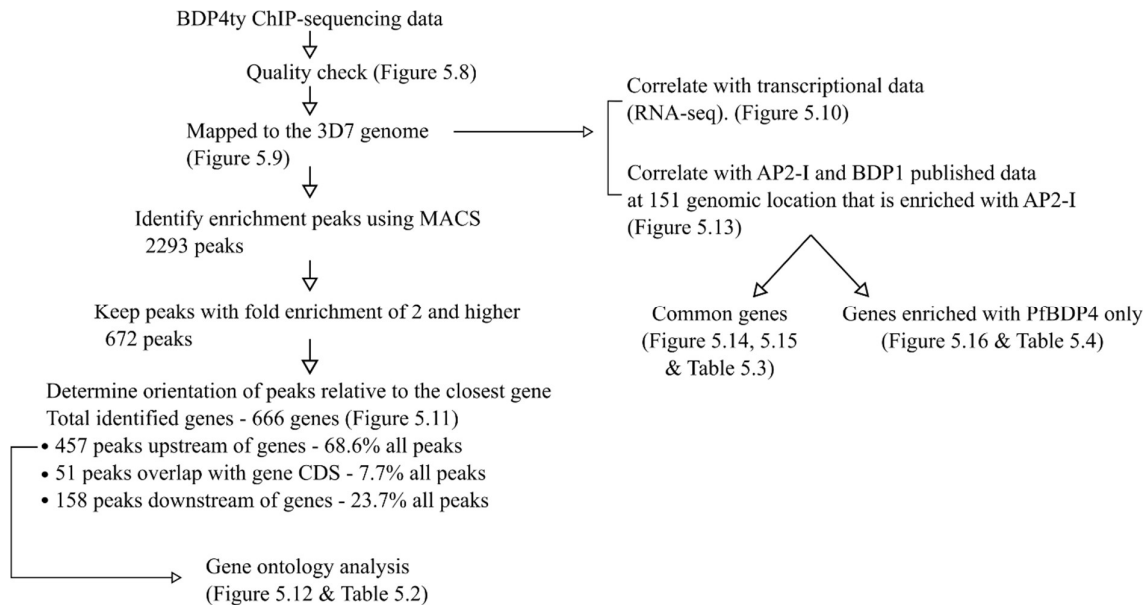 BDP4ty ChIP-sequencing data
Quality check (Figure 5.8)
Mapped to the 3D7 genome
(Figure 5.9)
Identify enrichment peaks using MACS
2293 peaks
Keep peaks with fold enrichment of 2 and higher
672 peaks
Determine orientation of peaks relative to the closest gene
Total identified genes - 666 genes (Figure 5.11)
• 457 peaks upstream of genes - 68.6% all peaks
• 51 peaks overlap with gene CDS - 7.7% all peaks
• 158 peaks downstream of genes - 23.7% all peaks
Gene ontology analysis
(Figure 5.12 & Table 5.2)
Correlate with transcriptional data
(RNA-seq). (Figure 5.10)
Correlate with AP2-I and BDP1 published data
at 151 genomic location that is enriched with AP2-I
(Figure 5.13)
Common genes
(Figure 5.14, 5.15
& Table 5.3)
Genes enriched with PfBDP4 only
(Figure 5.16 & Table 5.4)